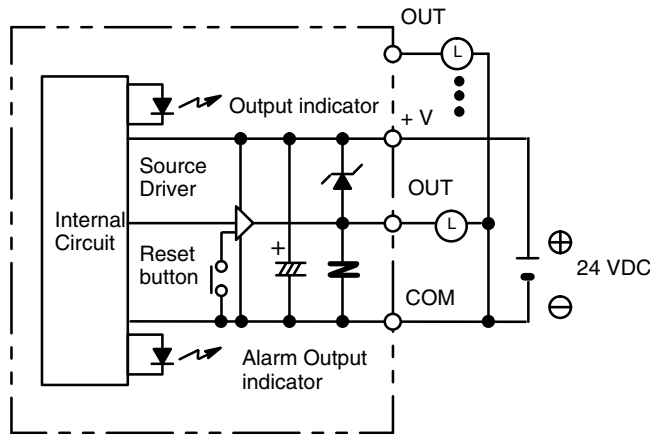 OUT
L
Output indicator
+ V
Source
Driver
OUT
Internal
Circuit
L
Reset
button
+
24 VDC
COM
Alarm Output
indicator